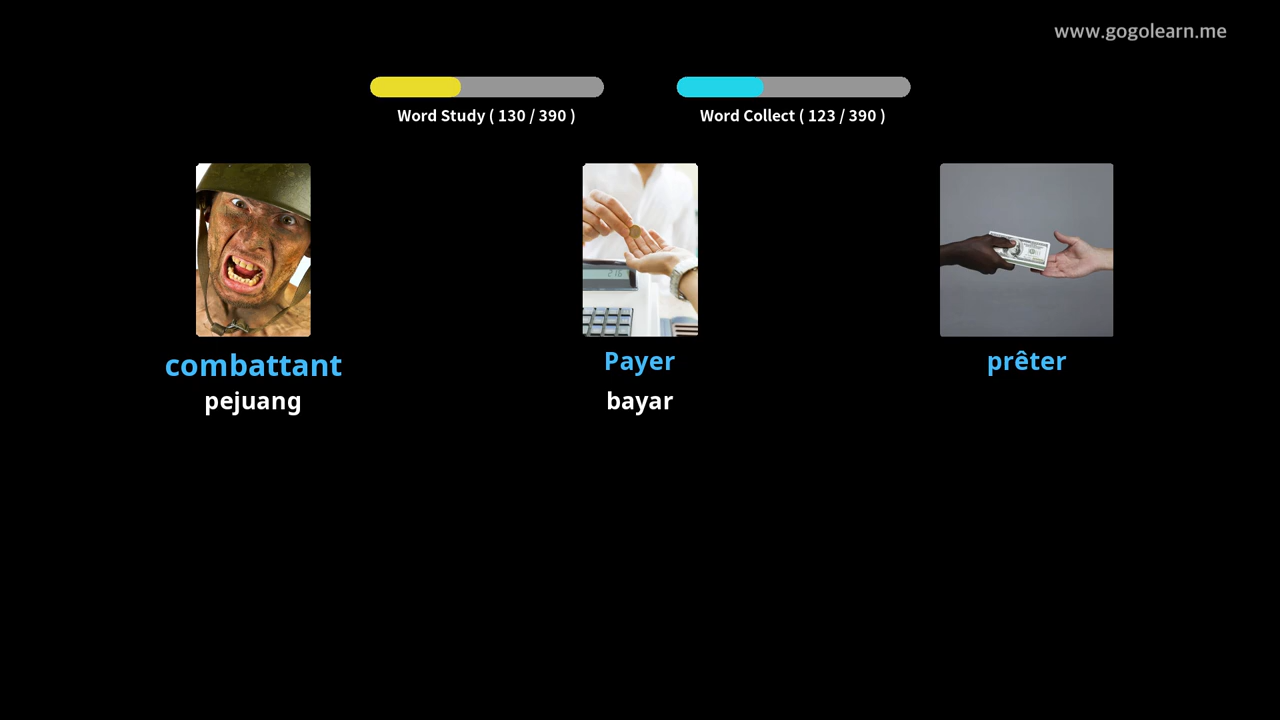 www.gogolearn.me
Word Study ( 130 / 390 )
Word Collect ( 123 / 390 )
combattant
pejuang
Payer
bayar
prêter